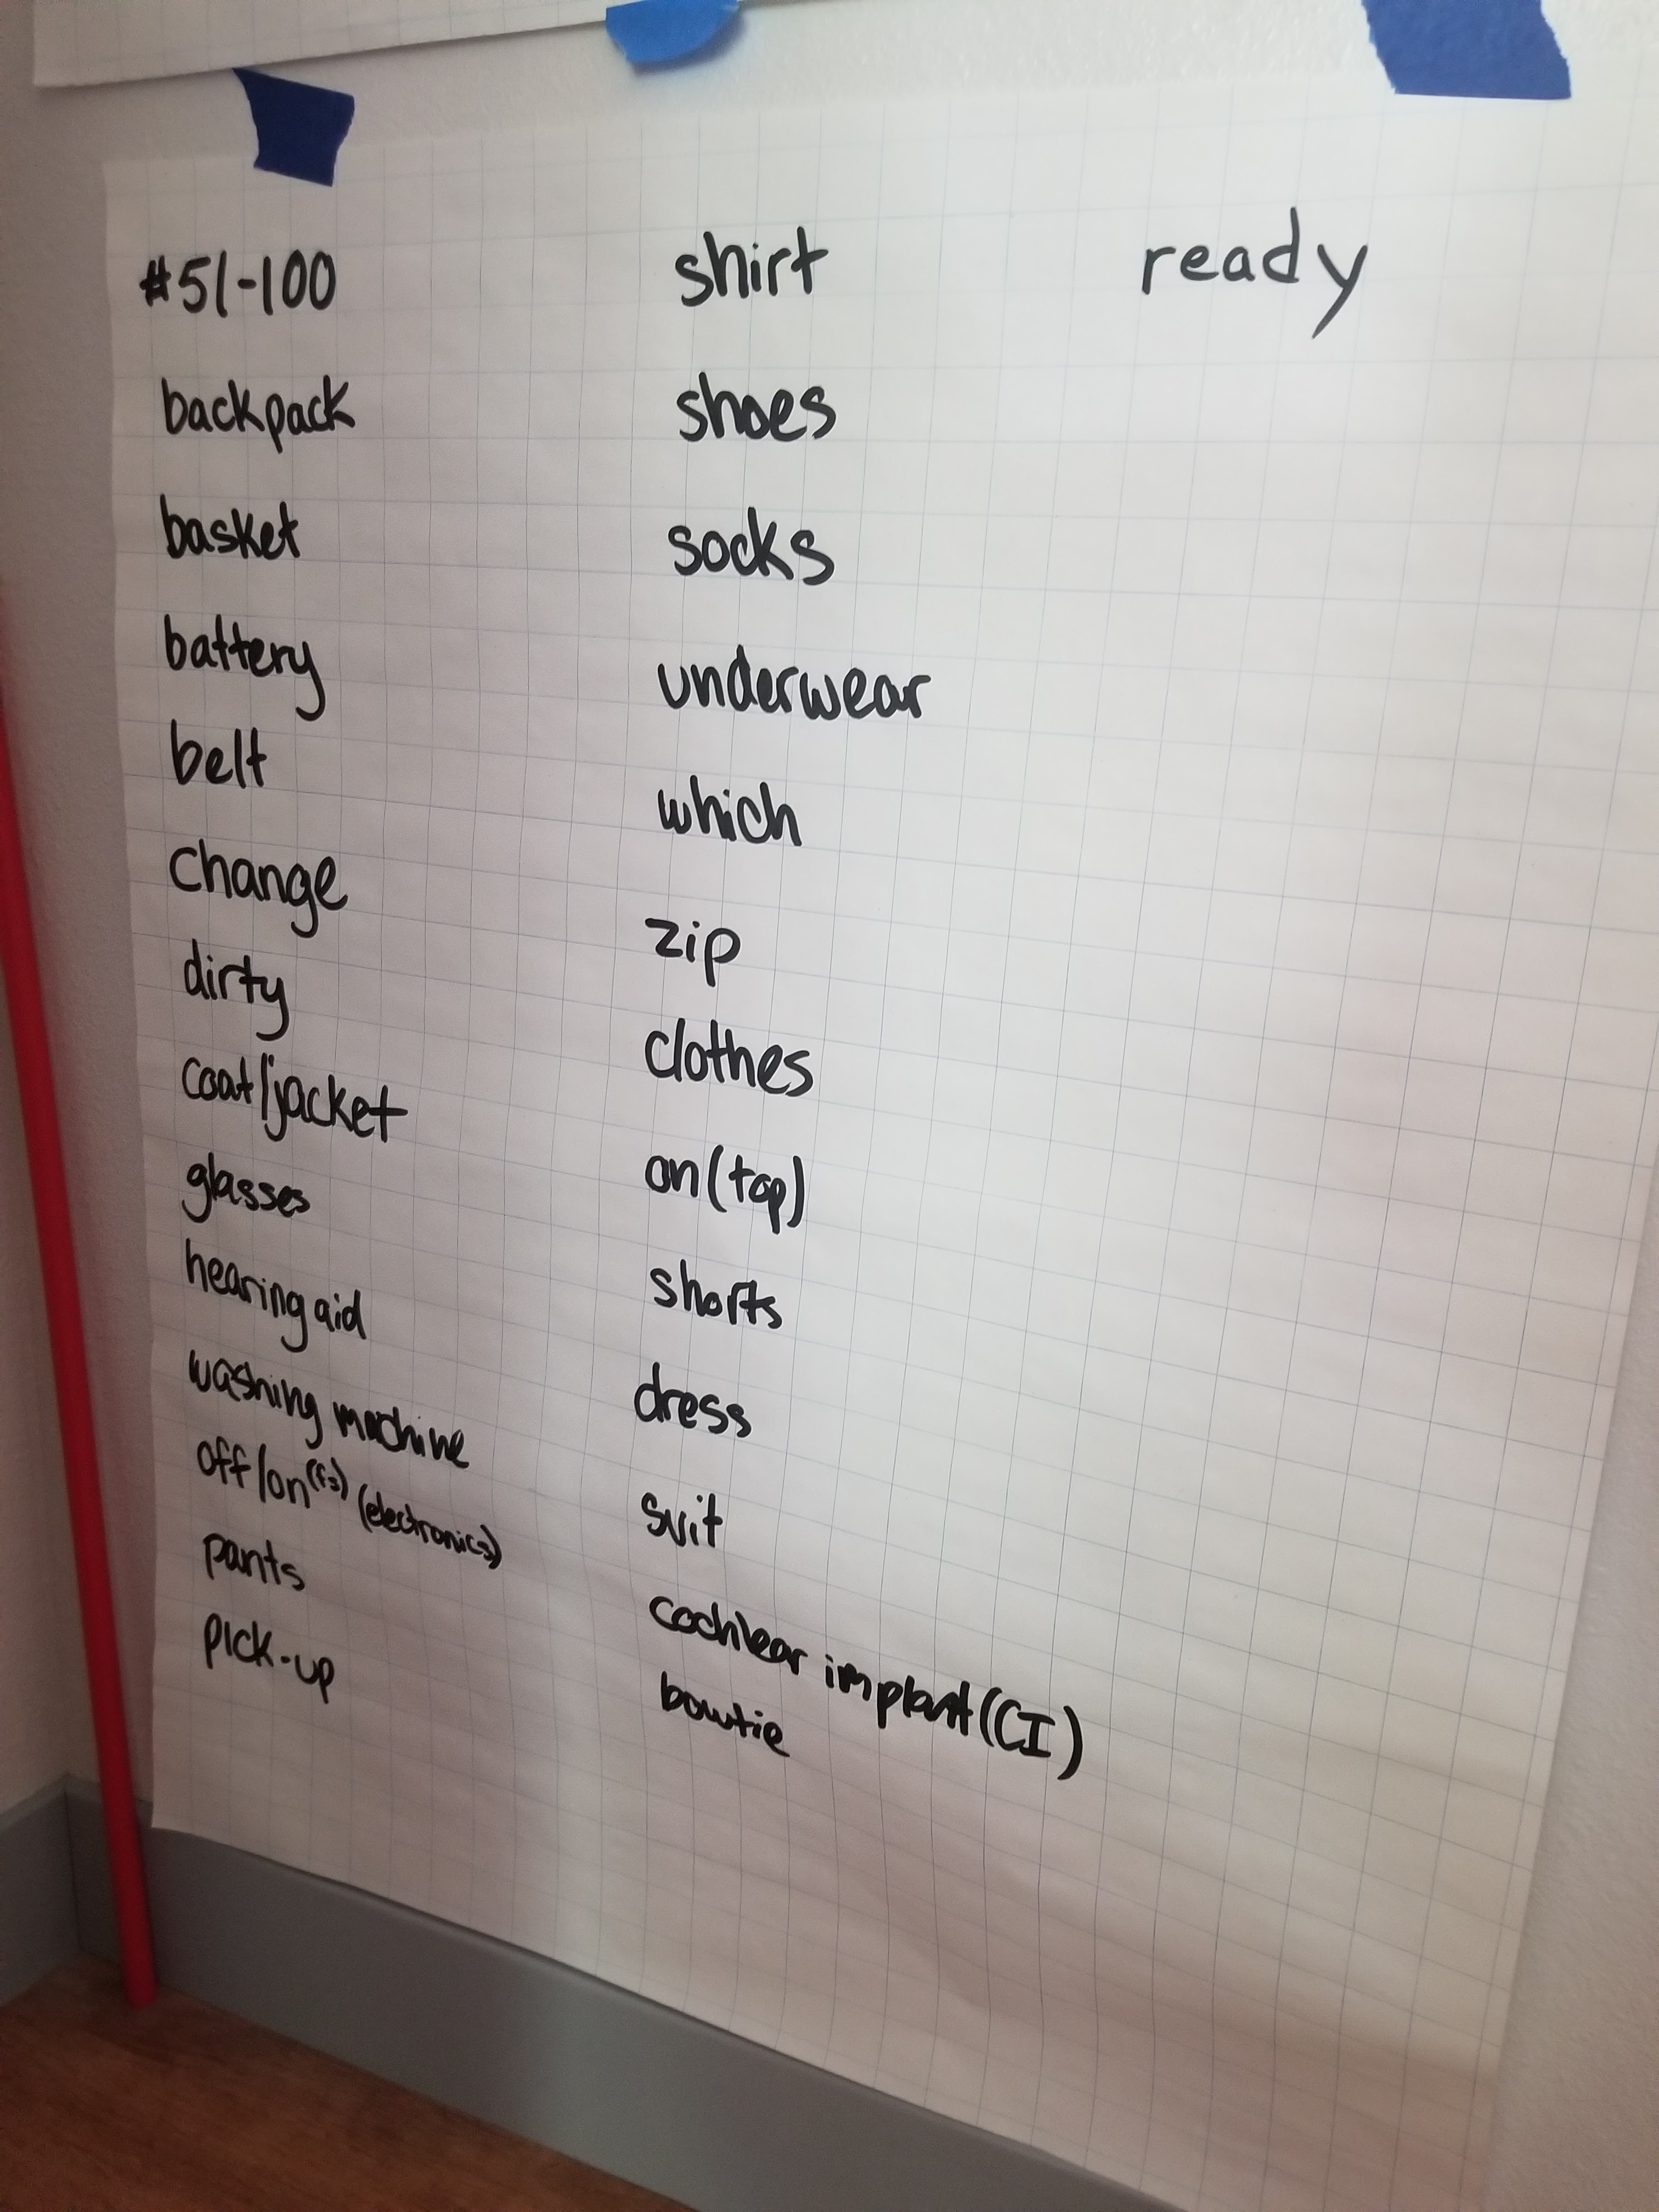 #51-100
backpack
basket
battery
belt
change
dirty
coat/jacket
glasses
hearing aid
washing machine
off/on (fs) (electronics)
pants
pick-up
shirt
shoes
socks
underwear
which
zip
clothes
on (top)
shorts
dress
suit
cochlear implant (CI)
bowtie
ready